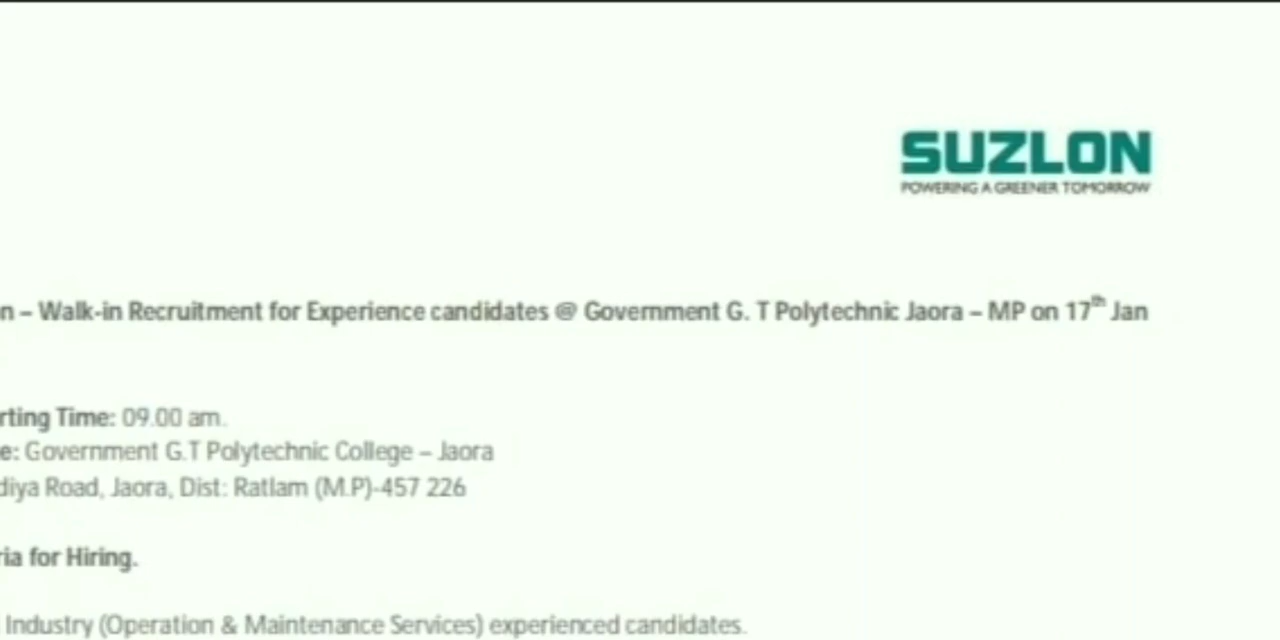 SUZLON
POWERING A GREENER TOMORROW
n – Walk-in Recruitment for Experience candidates @ Government G. T Polytechnic Jaora – MP on 17th Jan
rting Time: 09.00 am.
e: Government G.T Polytechnic College – Jaora
diya Road, Jaora, Dist: Ratlam (M.P)-457 226
ria for Hiring.
Industry (Operation & Maintenance Services) experienced candidates.